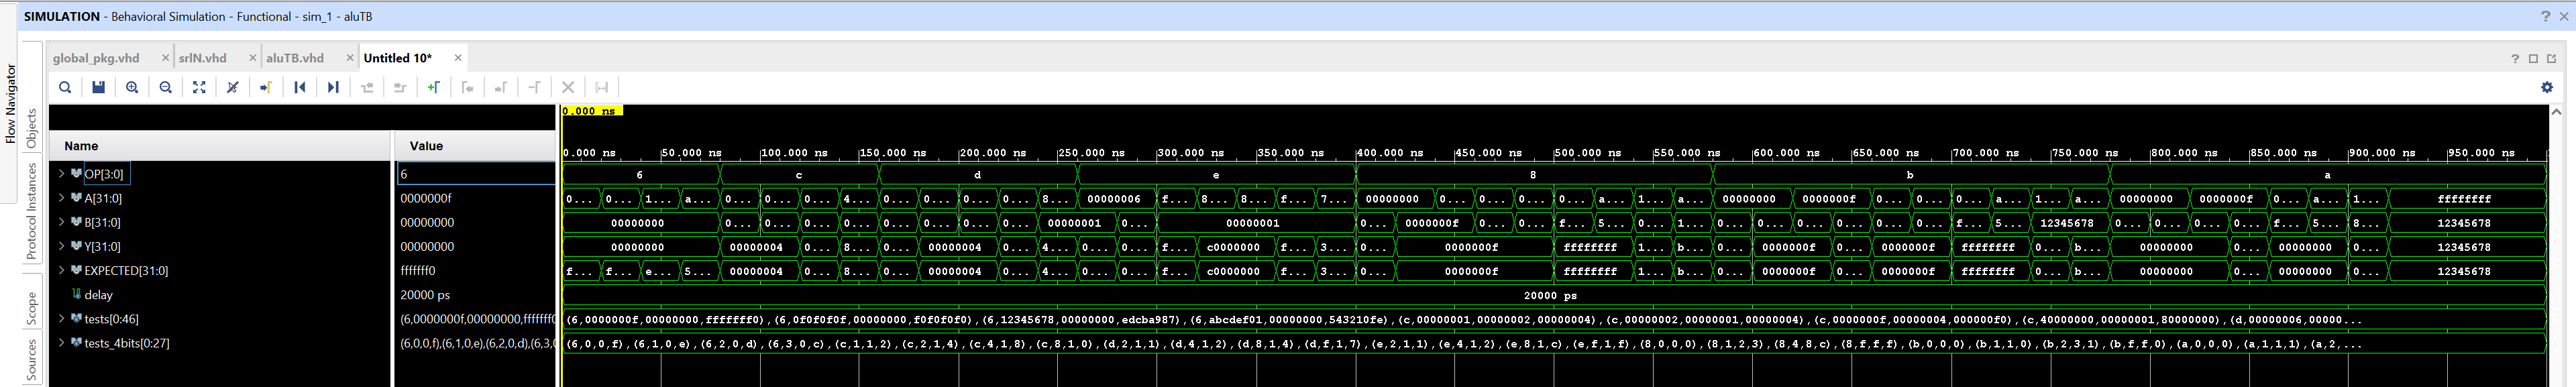 SIMULATION - Behavioral Simulation - Functional - sim_1 - aluTB
Flow Navigator
global_pkg.vhd srlN.vhd aluTB.vhd Untitled 10*
Objects
Protocol Instances
Scope
Sources
0.000 ns
Name Value
0.000 ns 50.000 ns 100.000 ns 150.000 ns 200.000 ns 250.000 ns 300.000 ns 350.000 ns 400.000 ns 450.000 ns 500.000 ns 550.000 ns 600.000 ns 650.000 ns 700.000 ns 750.000 ns 800.000 ns 850.000 ns 900.000 ns 950.000 ns
OP[3:0] 6 6 c d e 8 b a
A[31:0] 0000000f 0... 0... 1... a... 0... 0... 0... 4... 0... 0... 0... 0... 8... 00000006 f... 8... 8... f... 7... 00000000 0... 0... 0... 0... a... 1... a... 00000000 0000000f 0... 0... 0... a... 1... a... 00000000 0000000f 0... a... 1... ffffffff
B[31:0] 00000000 00000000 0... 0... 0... 0... 0... 0... 0... 0... 00000001 0... 00000001 0... 0000000f 0... 0... f... 5... 0... 1... 0... 0... 0... 0... 0... 0... f... 5... 12345678 0... 0... 0... 0... f... 5... 8... 12345678
Y[31:0] 00000000 00000000 00000004 0... 8... 0... 00000004 0... 4... 0... 0... f... c0000000 f... 3... 0... 0000000f ffffffff 1... b... 0... 0000000f 0... 0000000f ffffffff 0... b... 00000000 0... 00000000 0... 12345678
EXPECTED[31:0] fffffff0 f... f... e... 5... 00000004 0... 8... 0... 00000004 0... 4... 0... 0... f... c0000000 f... 3... 0... 0000000f ffffffff 1... b... 0... 0000000f 0... 0000000f ffffffff 0... b... 00000000 0... 00000000 0... 12345678
delay 20000 ps 20000 ps
tests[0:46] (6,0000000f,00000000,fffffff0 (6,0000000f,00000000,fffffff0),(6,0f0f0f0f,00000000,f0f0f0f0),(6,12345678,00000000,edcba987),(6,abcdef01,00000000,543210fe),(c,00000001,00000002,00000004),(c,00000002,00000001,00000004),(c,0000000f,00000004,000000f0),(c,40000000,00000001,80000000),(d,00000006,00000...
tests_4bits[0:27] (6,0,0,f),(6,1,0,e),(6,2,0,d),(6,3,0 (6,0,0,f),(6,1,0,e),(6,2,0,d),(6,3,0,c),(c,1,1,2),(c,2,1,4),(c,4,1,8),(c,8,1,0),(d,2,1,1),(d,4,1,2),(d,8,1,4),(d,f,1,7),(e,2,1,1),(e,4,1,2),(e,8,1,c),(e,f,1,f),(8,0,0,0),(8,1,2,3),(8,4,8,c),(8,f,f,f),(b,0,0,0),(b,1,1,0),(b,2,3,1),(b,f,f,0),(a,0,0,0),(a,1,1,1),(a,2,...